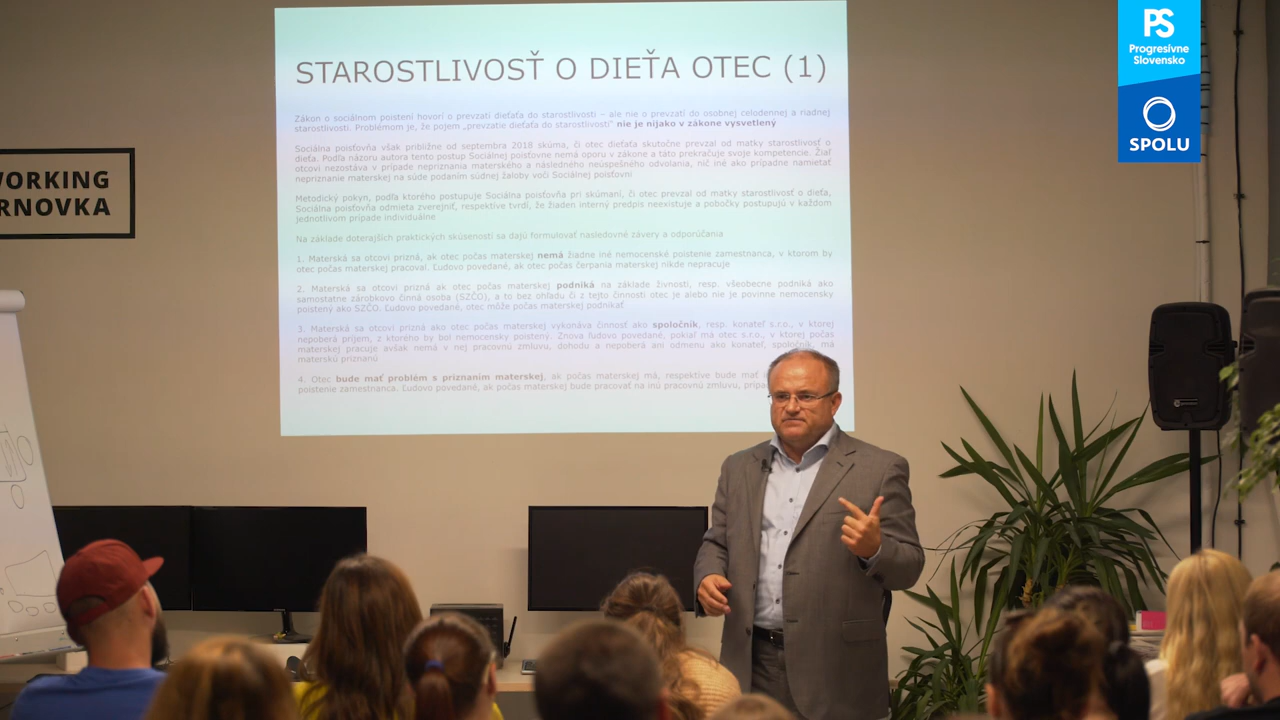 STAROSTLIVOSŤ O DIEŤA OTEC (1)
Zákon o sociálnom poistení hovorí o prevzatí dieťaťa do starostlivosti – ale nie o prevzatí do osobnej celodennej a riadnej
starostlivosti. Problémom je, že pojem „prevzatie dieťaťa do starostlivosti" nie je nijako v zákone vysvetlený
Sociálna poisťovňa však približne od septembra 2018 skúma, či otec dieťaťa skutočne prevzal od matky starostlivosť o
dieťa. Podľa názoru autora tento postup Sociálnej poisťovne nemá oporu v zákone a táto prekračuje svoje kompetencie. Žiaľ
otcovi nezostáva v prípade nepriznania materského a následného neúspešného odvolania, nič iné ako prípadne namietať
nepriznanie materskej na súde podaním súdnej žaloby voči Sociálnej poisťovni
Metodický pokyn, podľa ktorého postupuje Sociálna poisťovňa pri skúmaní, či otec prevzal od matky starostlivosť o dieťa,
Sociálna poisťovňa odmieta zverejniť, respektíve tvrdí, že žiaden interný predpis neexistuje a pobočky postupujú v každom
jednotlivom prípade individuálne
Na základe doterajších praktických skúseností sa dajú formulovať nasledovné závery a odporúčania
1. Materská sa otcovi prizná, ak otec počas materskej nemá žiadne iné nemocenské poistenie zamestnanca, v ktorom by
otec počas materskej pracoval. Ľudovo povedané, ak otec počas čerpania materskej nikde nepracuje
2. Materská sa otcovi prizná ak otec počas materskej podniká na základe živnosti, resp. všeobecne podniká ako
samostatne zárobkovo činná osoba (SZČO), a to bez ohľadu či z tejto činnosti otec je alebo nie je povinne nemocensky
poistený ako SZČO. Ľudovo povedané, otec môže počas materskej podnikať
3. Materská sa otcovi prizná ako otec počas materskej vykonáva činnosť ako spoločník, resp. konateľ s.r.o., v ktorej
nepoberá príjem, z ktorého by bol nemocensky poistený. Znova ľudovo povedané, pokiaľ má otec s.r.o., v ktorej počas
materskej pracuje avšak nemá v nej pracovnú zmluvu, dohodu a nepoberá ani odmenu ako konateľ, spoločník, má
materskú priznanú
4. Otec bude mať problém s priznaním materskej, ak počas materskej má, respektíve bude mať
poistenie zamestnanca. Ľudovo povedané, ak počas materskej bude pracovať na inú pracovnú zmluvu,
WORKING
RNOVKA
PS
Progresívne
Slovensko
SPOLU